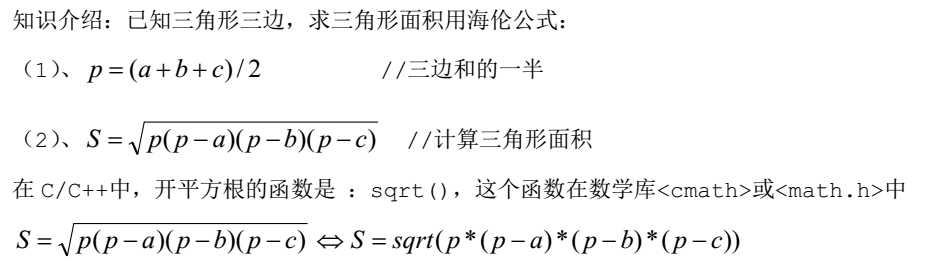 知识介绍：已知三角形三边，求三角形面积用海伦公式：
（1）、p=(a+b+c)/2 //三边和的一半
（2）、S=√p(p−a)(p−b)(p−c) //计算三角形面积
在 C/C++中，开平方根的函数是 ：sqrt()，这个函数在数学库<cmath>或<math.h>中
S=√p(p−a)(p−b)(p−c) ⇔ S=sqrt(p*(p−a)*(p−b)*(p−c))